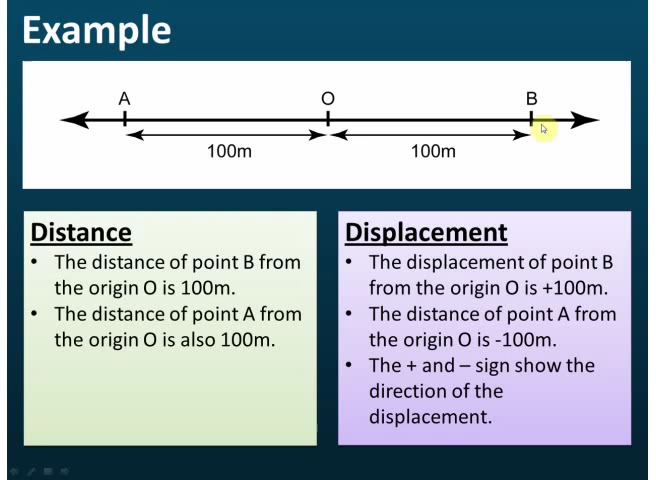 Example
A O B
100m 100m
Distance
• The distance of point B from
the origin O is 100m.
• The distance of point A from
the origin O is also 100m.
Displacement
• The displacement of point B
from the origin O is +100m.
• The distance of point A from
the origin O is -100m.
• The + and – sign show the
direction of the
displacement.